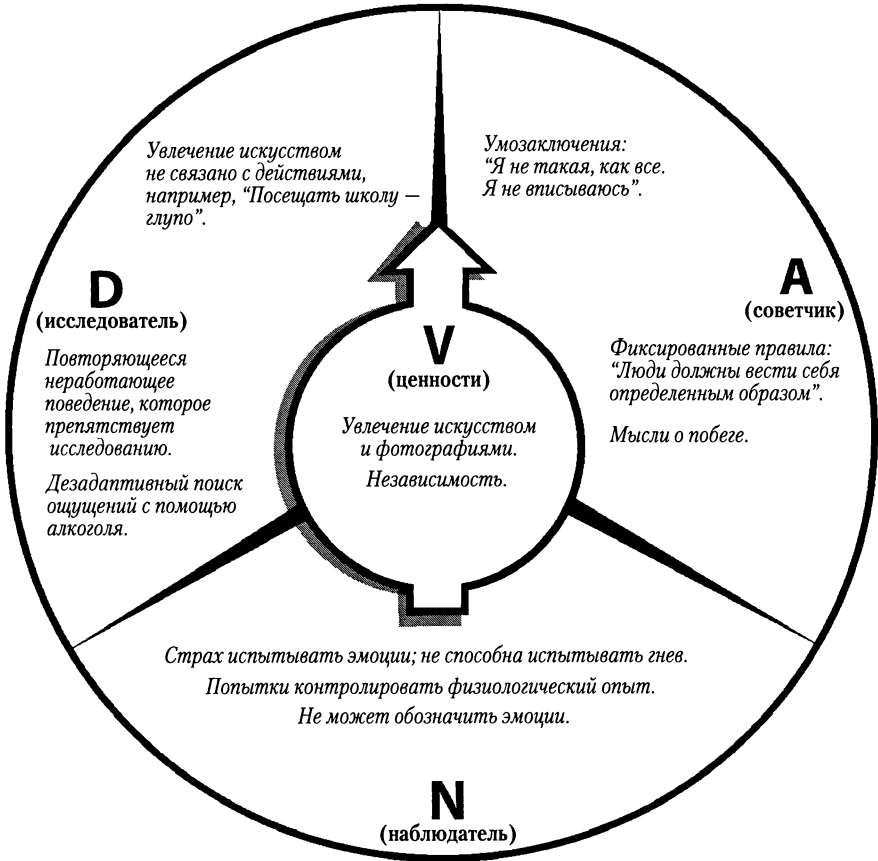 Увлечение искусством
не связано с действиями,
например, “Посещать школу —
глупо”.
Умозаключения:
“Я не такая, как все.
Я не вписываюсь”.
D
(исследователь)
Повторяющееся
неработающее
поведение, которое
препятствует
исследованию.
Дезадаптивный поиск
ощущений с помощью
алкоголя.
V
(ценности)
Увлечение искусством
и фотографиями.
Независимость.
A
(советчик)
Фиксированные правила:
“Люди должны вести себя
определенным образом”.
Мысли о побеге.
Страх испытывать эмоции; не способна испытывать гнев.
Попытки контролировать физиологический опыт.
Не может обозначить эмоции.
N
(наблюдатель)